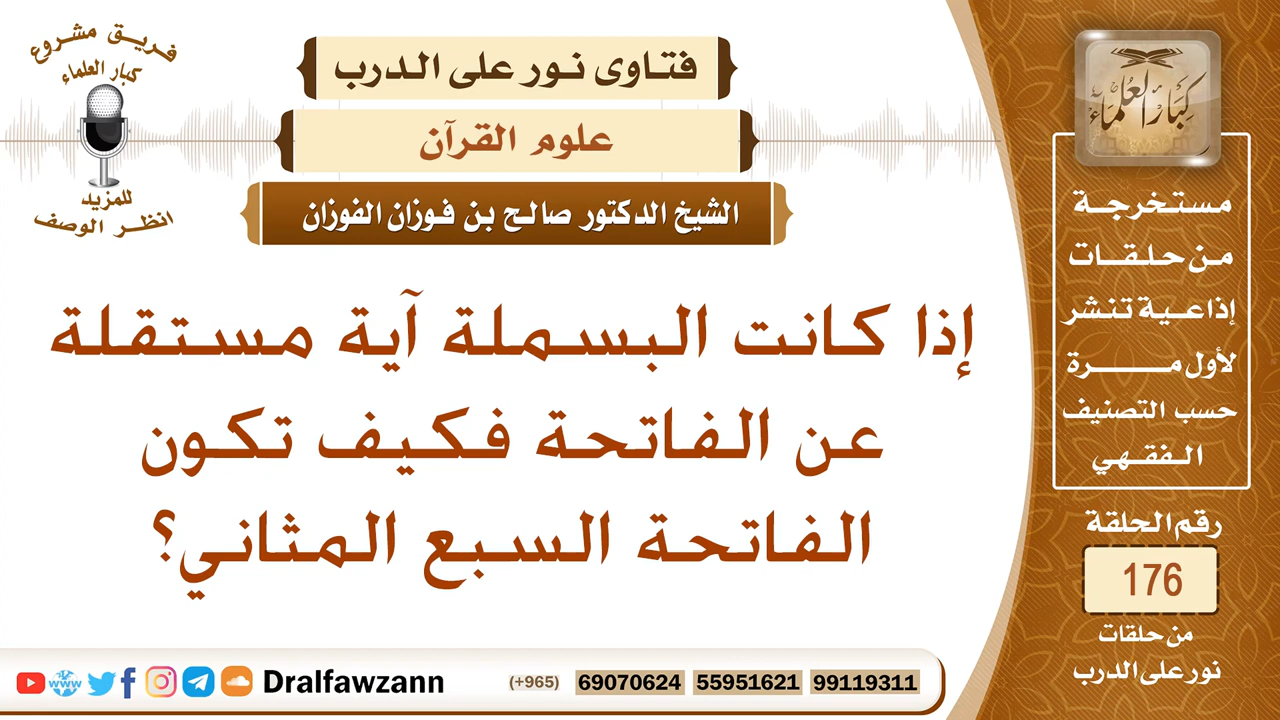 فريق مشروع
كبار العلماء
للمزيد
انظر الوصف
فتاوى نور على الدرب
علوم القرآن
الشيخ الدكتور صالح بن فوزان الفوزان
إذا كانت البسملة آية مستقلة
عن الفاتحة فكيف تكون
الفاتحة السبع المثاني؟
كبار العلماء
مستخرجة
من حلقات
إذاعية تنشر
لأول مرة
حسب التصنيف
الفقهي
رقم الحلقة
176
من حلقات
نور على الدرب
www
Dralfawzann (+965) 69070624 55951621 99119311